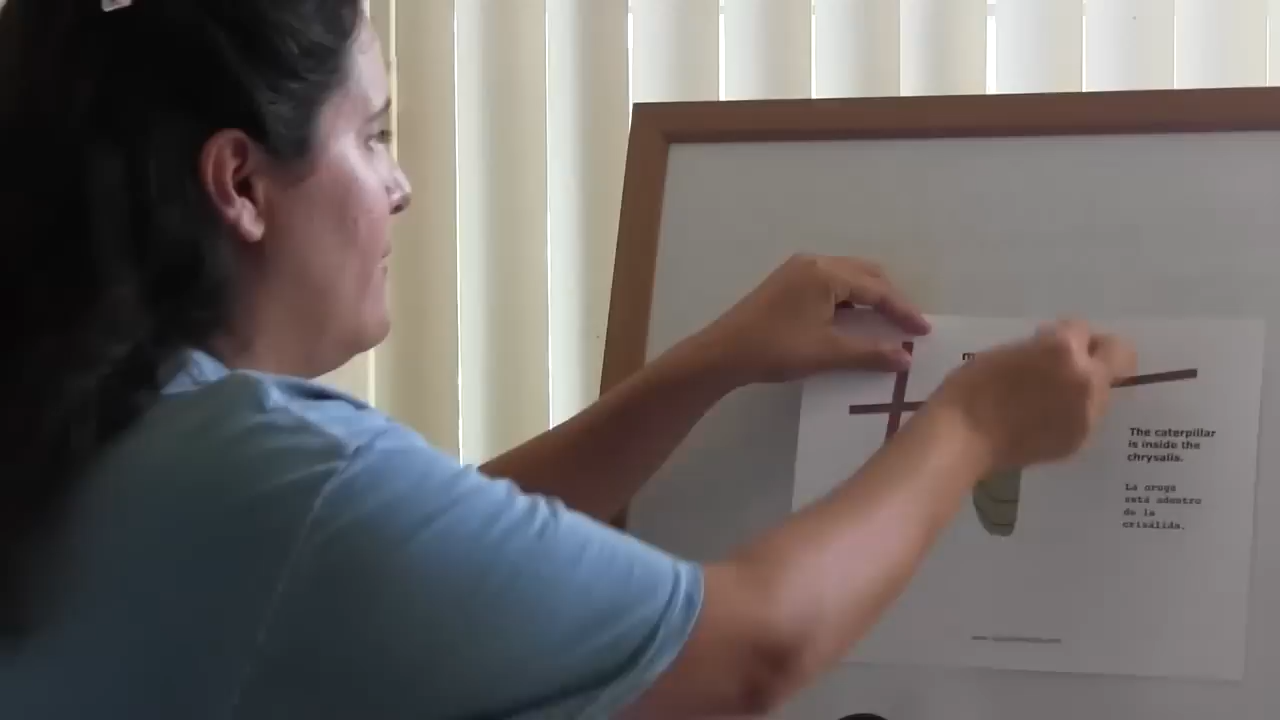 The caterpillar
is inside the
chrysalis.
La oruga
está adentro
de la
crisálida.